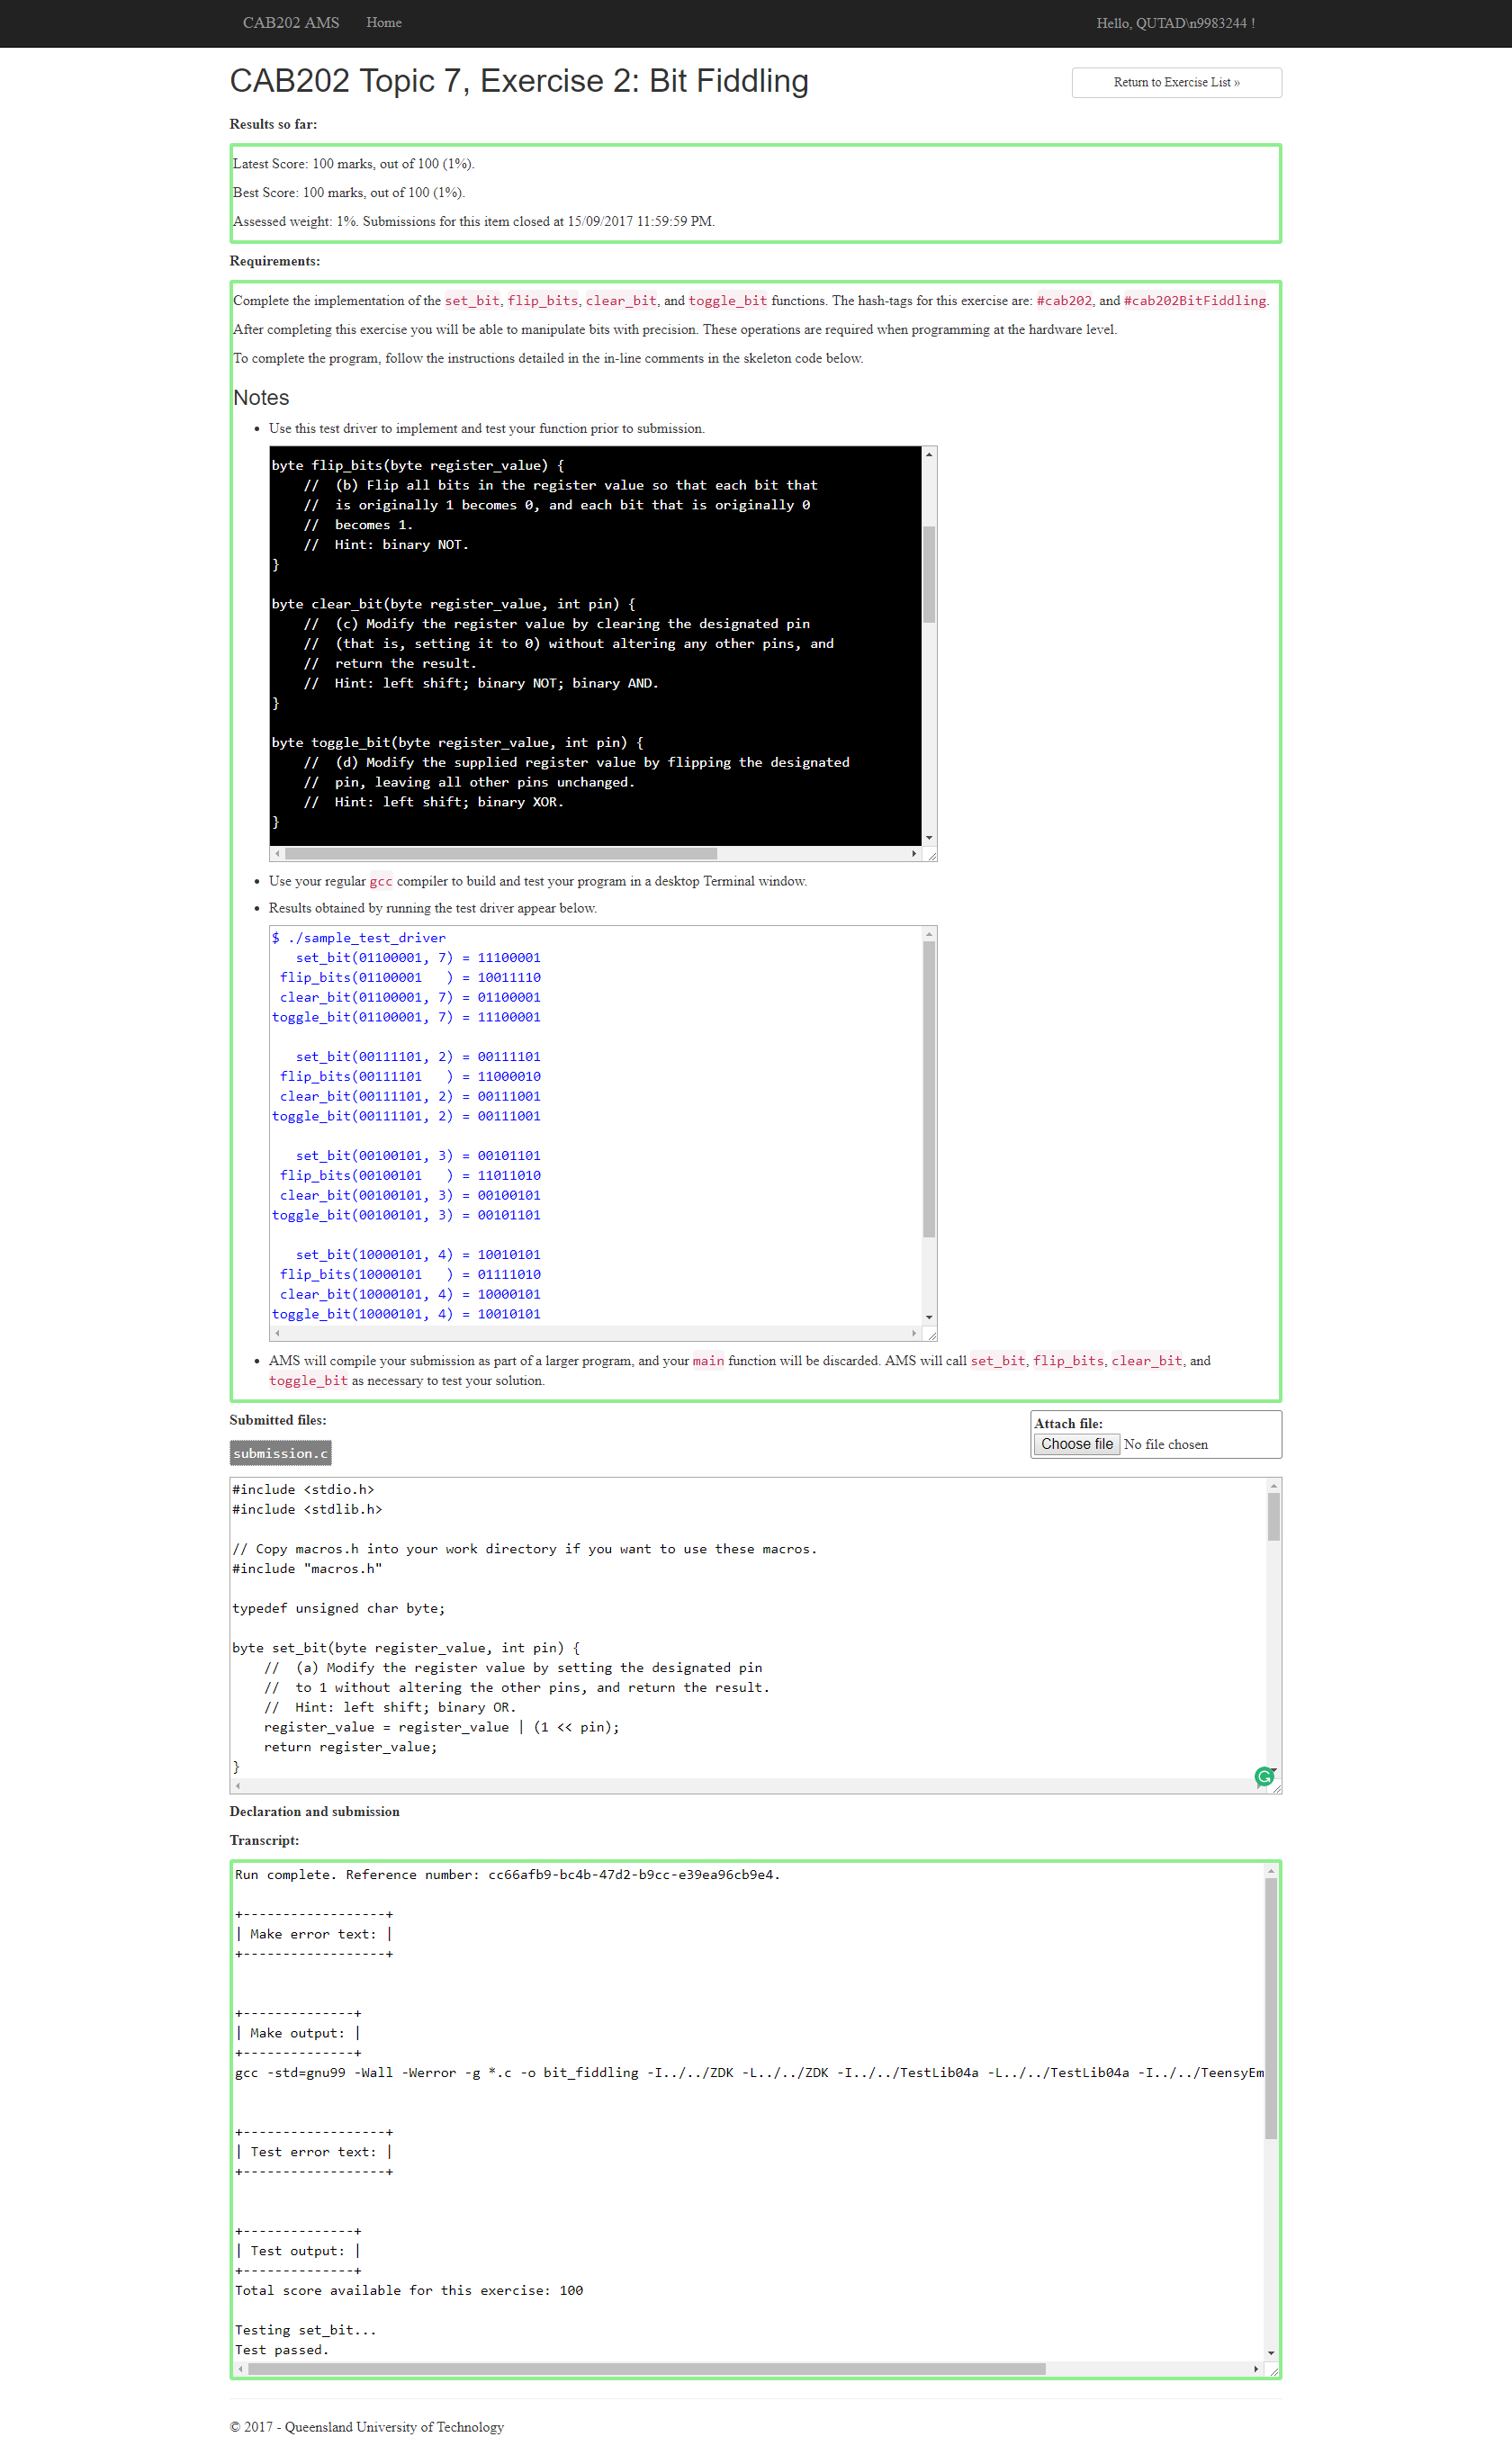 CAB202 AMS Home Hello, QUTAD\n9983244 !
CAB202 Topic 7, Exercise 2: Bit Fiddling
Return to Exercise List »
Results so far:
Latest Score: 100 marks, out of 100 (1%).
Best Score: 100 marks, out of 100 (1%).
Assessed weight: 1%. Submissions for this item closed at 15/09/2017 11:59:59 PM.
Requirements:
Complete the implementation of the set_bit, flip_bits, clear_bit, and toggle_bit functions. The hash-tags for this exercise are: #cab202, and #cab202BitFiddling.
After completing this exercise you will be able to manipulate bits with precision. These operations are required when programming at the hardware level.
To complete the program, follow the instructions detailed in the in-line comments in the skeleton code below.
Notes
• Use this test driver to implement and test your function prior to submission.
byte flip_bits(byte register_value) {
    //  (b) Flip all bits in the register value so that each bit that
    //  is originally 1 becomes 0, and each bit that is originally 0
    //  becomes 1.
    //  Hint: binary NOT.
}
byte clear_bit(byte register_value, int pin) {
    //  (c) Modify the register value by clearing the designated pin
    //  (that is, setting it to 0) without altering any other pins, and
    //  return the result.
    //  Hint: left shift; binary NOT; binary AND.
}
byte toggle_bit(byte register_value, int pin) {
    //  (d) Modify the supplied register value by flipping the designated
    //  pin, leaving all other pins unchanged.
    //  Hint: left shift; binary XOR.
}
• Use your regular gcc compiler to build and test your program in a desktop Terminal window.
• Results obtained by running the test driver appear below.
$ ./sample_test_driver
   set_bit(01100001, 7) = 11100001
 flip_bits(01100001   ) = 10011110
 clear_bit(01100001, 7) = 01100001
toggle_bit(01100001, 7) = 11100001
   set_bit(00111101, 2) = 00111101
 flip_bits(00111101   ) = 11000010
 clear_bit(00111101, 2) = 00111001
toggle_bit(00111101, 2) = 00111001
   set_bit(00100101, 3) = 00101101
 flip_bits(00100101   ) = 11011010
 clear_bit(00100101, 3) = 00100101
toggle_bit(00100101, 3) = 00101101
   set_bit(10000101, 4) = 10010101
 flip_bits(10000101   ) = 01111010
 clear_bit(10000101, 4) = 10000101
toggle_bit(10000101, 4) = 10010101
• AMS will compile your submission as part of a larger program, and your main function will be discarded. AMS will call set_bit, flip_bits, clear_bit, and
toggle_bit as necessary to test your solution.
Submitted files:
Attach file:
Choose file No file chosen
submission.c
#include <stdio.h>
#include <stdlib.h>
// Copy macros.h into your work directory if you want to use these macros.
#include "macros.h"
typedef unsigned char byte;
byte set_bit(byte register_value, int pin) {
    //  (a) Modify the register value by setting the designated pin
    //  to 1 without altering the other pins, and return the result.
    //  Hint: left shift; binary OR.
    register_value = register_value | (1 << pin);
    return register_value;
}
Declaration and submission
Transcript:
Run complete. Reference number: cc66afb9-bc4b-47d2-b9cc-e39ea96cb9e4.
+------------------+
| Make error text: |
+------------------+
+--------------+
| Make output: |
+--------------+
gcc -std=gnu99 -Wall -Werror -g *.c -o bit_fiddling -I../../ZDK -L../../ZDK -I../../TestLib04a -L../../TestLib04a -I../../TeensyEm
+------------------+
| Test error text: |
+------------------+
+--------------+
| Test output: |
+--------------+
Total score available for this exercise: 100
Testing set_bit...
Test passed.
© 2017 - Queensland University of Technology